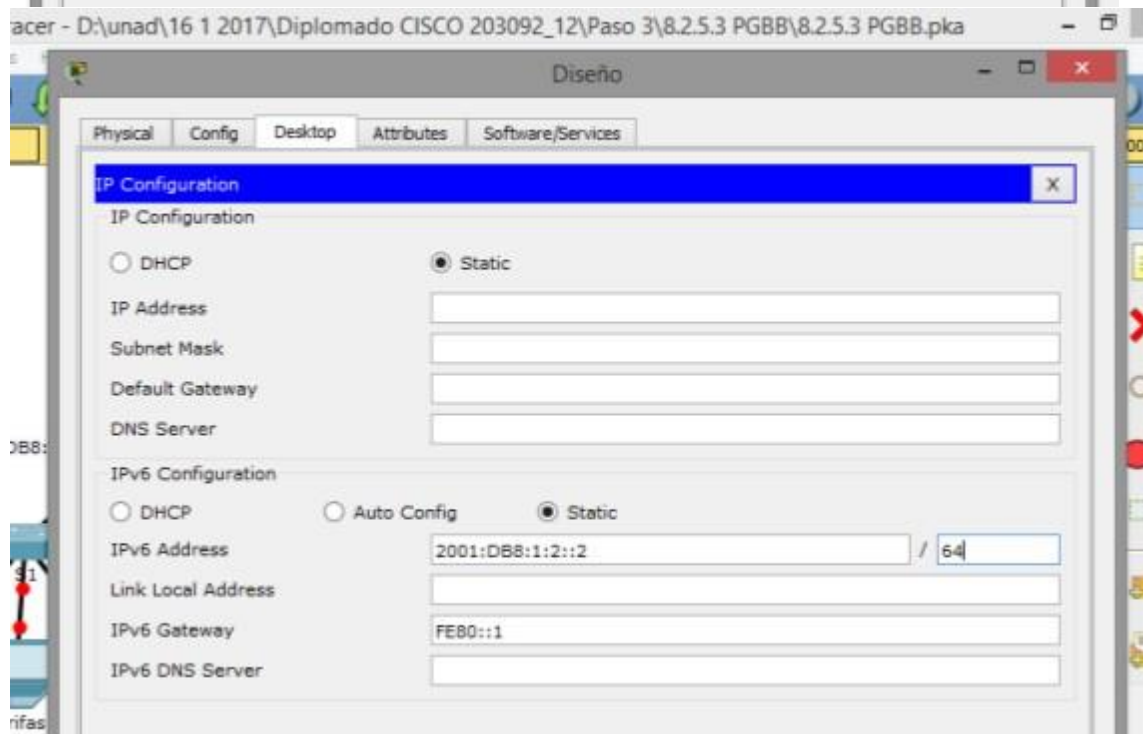 acer - D:\unad\16 1 2017\Diplomado CISCO 203092_12\Paso 3\8.2.5.3 PGBB\8.2.5.3 PGBB.pka
Diseño
Physical Config Desktop Attributes Software/Services
IP Configuration X
IP Configuration
DHCP Static
IP Address
Subnet Mask
Default Gateway
DNS Server
DB8:
IPv6 Configuration
DHCP Auto Config Static
IPv6 Address 2001:DB8:1:2::2 / 64
S1
Link Local Address
IPv6 Gateway FE80::1
IPv6 DNS Server
rifas